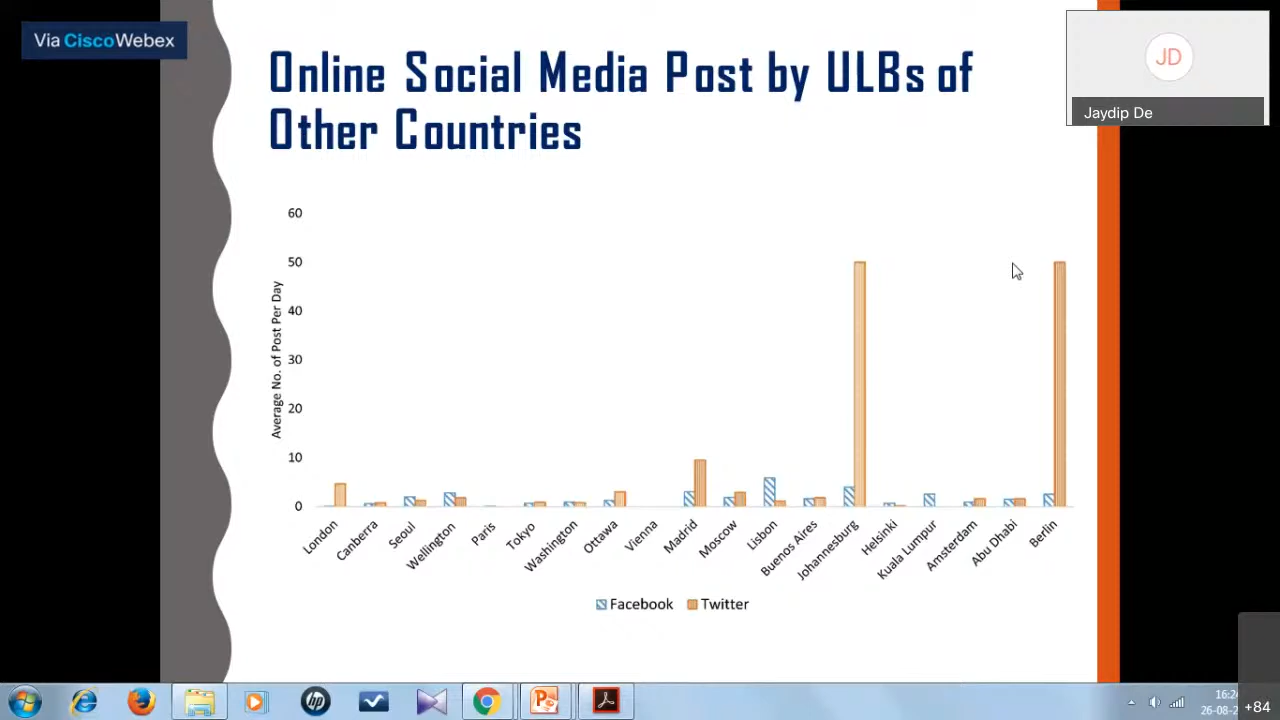 Via CiscoWebex
Online Social Media Post by ULBs of
Other Countries
JD
Jaydip De
60
50
40
30
20
10
0
Average No. of Post Per Day
London
Canberra
Seoul
Wellington
Paris
Tokyo
Washington
Ottawa
Vienna
Madrid
Moscow
Lisbon
Buenos Aires
Johannesburg
Helsinki
Kuala Lumpur
Amsterdam
Abu Dhabi
Berlin
Facebook Twitter
hp
+84